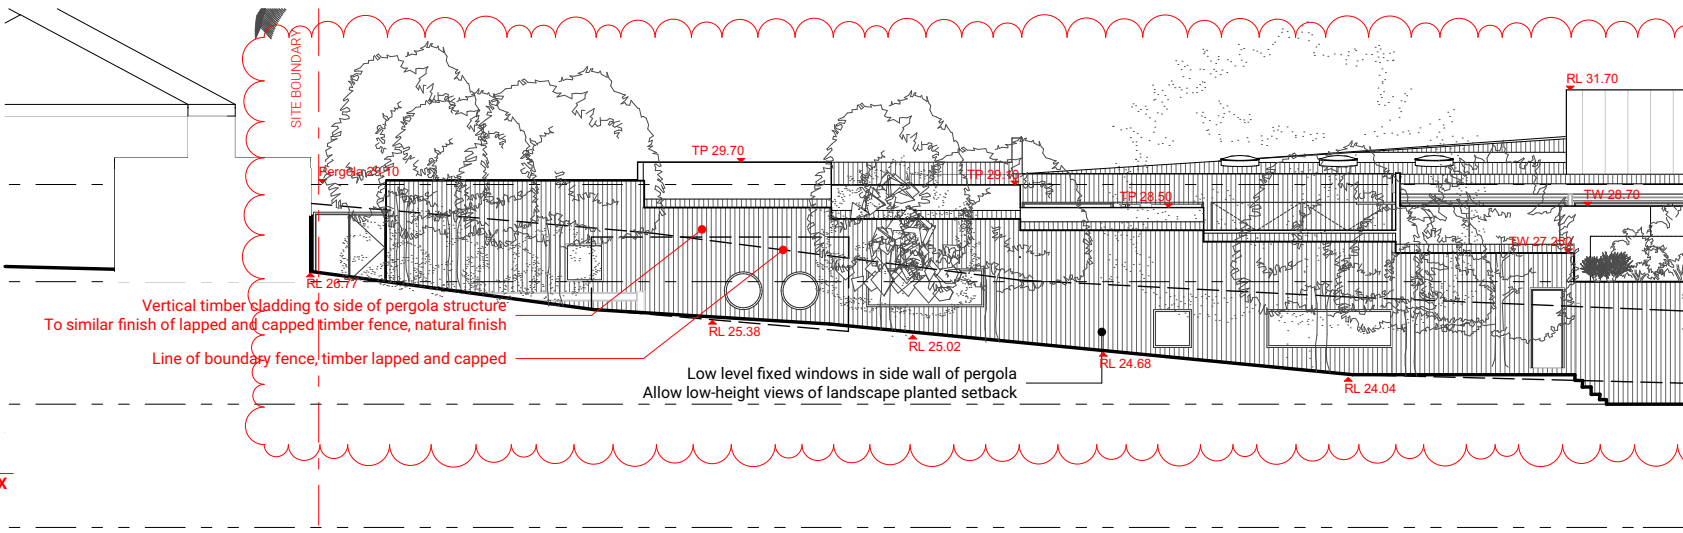 SITE BOUNDARY
RL 31.70
TP 29.70
Pergola 29.10
TP 29.10
TP 28.50
TW 28.70
TW 27.250
RL 26.77
Vertical timber cladding to side of pergola structure
To similar finish of lapped and capped timber fence, natural finish
RL 25.38
RL 25.02
Line of boundary fence, timber lapped and capped
RL 24.68
Low level fixed windows in side wall of pergola
Allow low-height views of landscape planted setback
RL 24.04
x